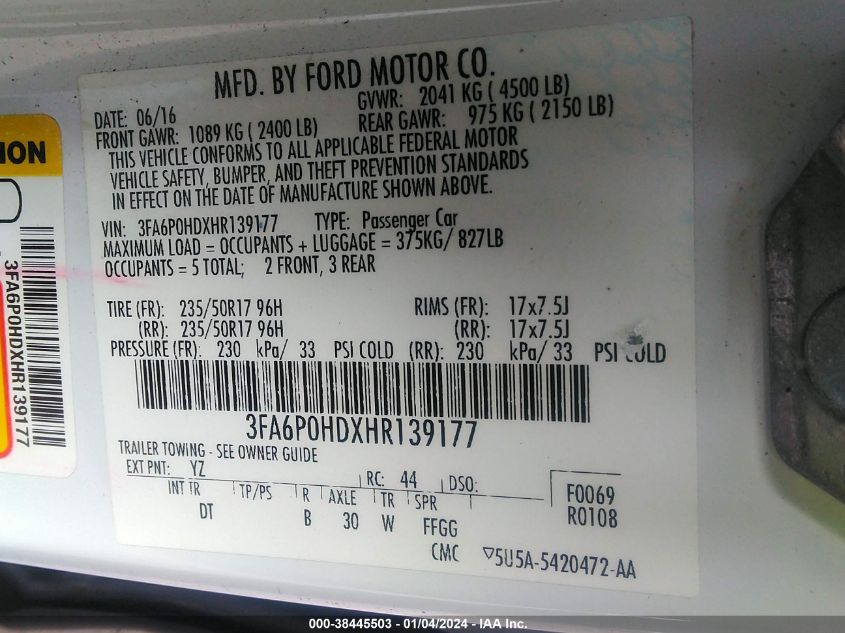 MFD. BY FORD MOTOR CO.
DATE: 06/16 GVWR: 2041 KG ( 4500 LB)
FRONT GAWR: 1089 KG ( 2400 LB) REAR GAWR: 975 KG ( 2150 LB)
THIS VEHICLE CONFORMS TO ALL APPLICABLE FEDERAL MOTOR
VEHICLE SAFETY, BUMPER, AND THEFT PREVENTION STANDARDS
IN EFFECT ON THE DATE OF MANUFACTURE SHOWN ABOVE.
VIN: 3FA6P0HDXHR139177 TYPE: Passenger Car
MAXIMUM LOAD = OCCUPANTS + LUGGAGE = 375KG/ 827LB
OCCUPANTS = 5 TOTAL; 2 FRONT, 3 REAR
TIRE (FR): 235/50R17 96H RIMS (FR): 17x7.5J
(RR): 235/50R17 96H (RR): 17x7.5J
PRESSURE (FR): 230 kPa/ 33 PSI COLD (RR): 230 kPa/ 33 PSI COLD
3FA6P0HDXHR139177
TRAILER TOWING - SEE OWNER GUIDE
EXT PNT: YZ RC: 44 DSO:
INT TR TP/PS R AXLE TR SPR F0069
DT B 30 W FFGG R0108
CMC ▽5U5A-5420472-AA
ION
3FA6P0HDXHR139177
000-38445503 - 01/04/2024 - IAA Inc.